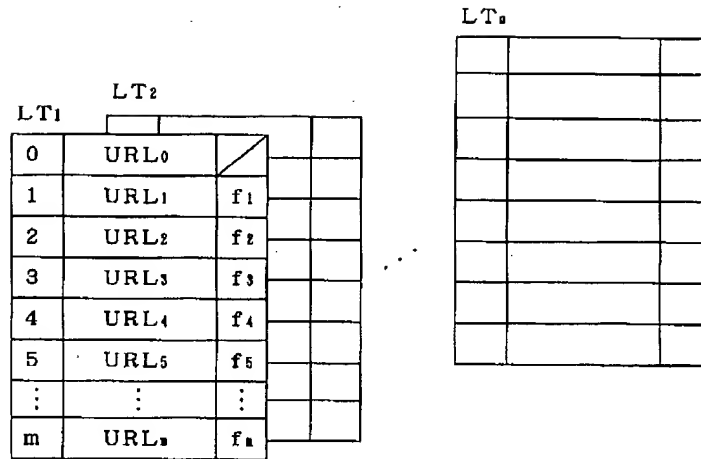 LT₁
LT₂
0 URL₀
1 URL₁ f₁
2 URL₂ f₂
3 URL₃ f₃
4 URL₄ f₄
5 URL₅ f₅
⋮ ⋮ ⋮
m URLₘ fₘ
...
LTₙ